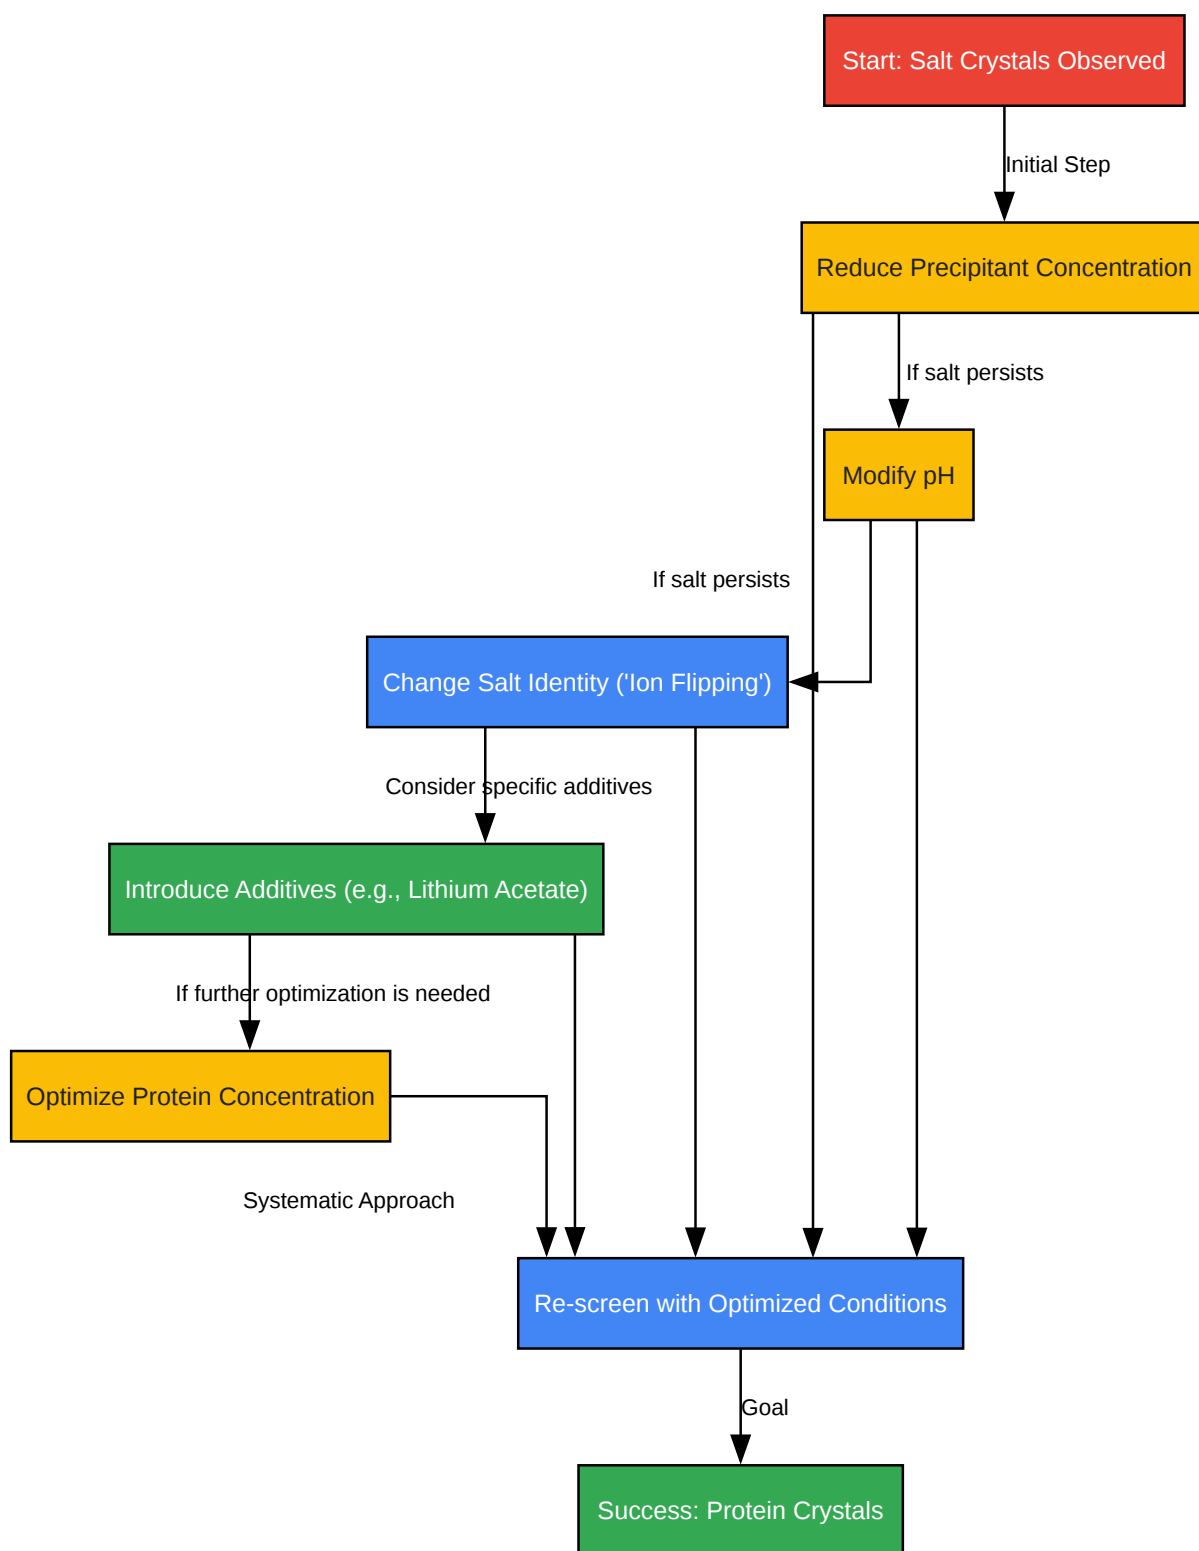 Start: Salt Crystals Observed
Initial Step
Reduce Precipitant Concentration
If salt persists
Modify pH
If salt persists
Change Salt Identity ('Ion Flipping')
Consider specific additives
Introduce Additives (e.g., Lithium Acetate)
If further optimization is needed
Optimize Protein Concentration
Systematic Approach
Re-screen with Optimized Conditions
Goal
Success: Protein Crystals